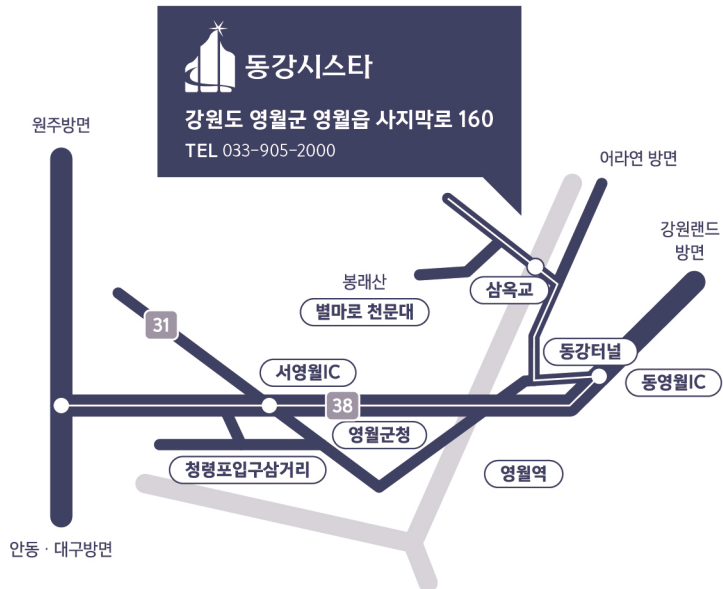 동강시스타
강원도 영월군 영월읍 사지막로 160
TEL 033-905-2000
원주방면
어라연 방면
강원랜드
방면
봉래산
별마로 천문대
삼옥교
31
동강터널
서영월IC
동영월IC
38
영월군청
청령포입구삼거리
영월역
안동 · 대구방면